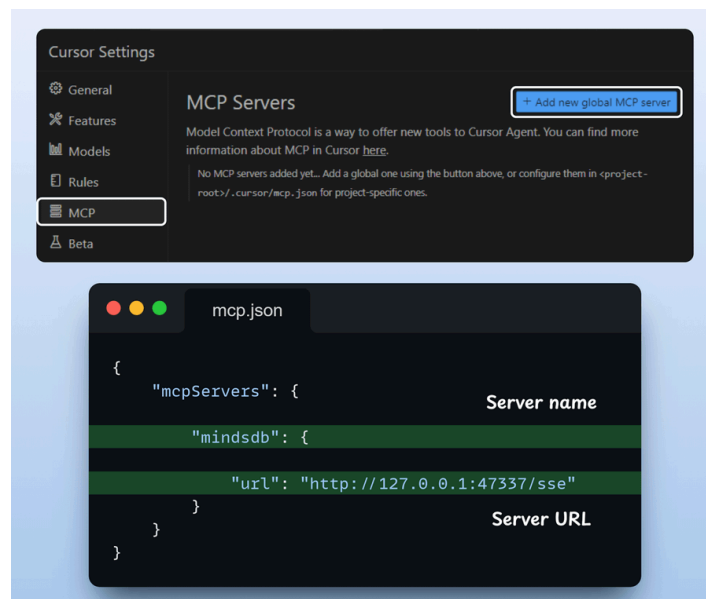 Cursor Settings
General
Features
Models
Rules
MCP
Beta
MCP Servers
+ Add new global MCP server
Model Context Protocol is a way to offer new tools to Cursor Agent. You can find more
information about MCP in Cursor here.
No MCP servers added yet... Add a global one using the button above, or configure them in <project-
root>/.cursor/mcp.json for project-specific ones.
mcp.json
{
"mcpServers": {
Server name
"mindsdb": {
"url": "http://127.0.0.1:47337/sse"
}
Server URL
}
}